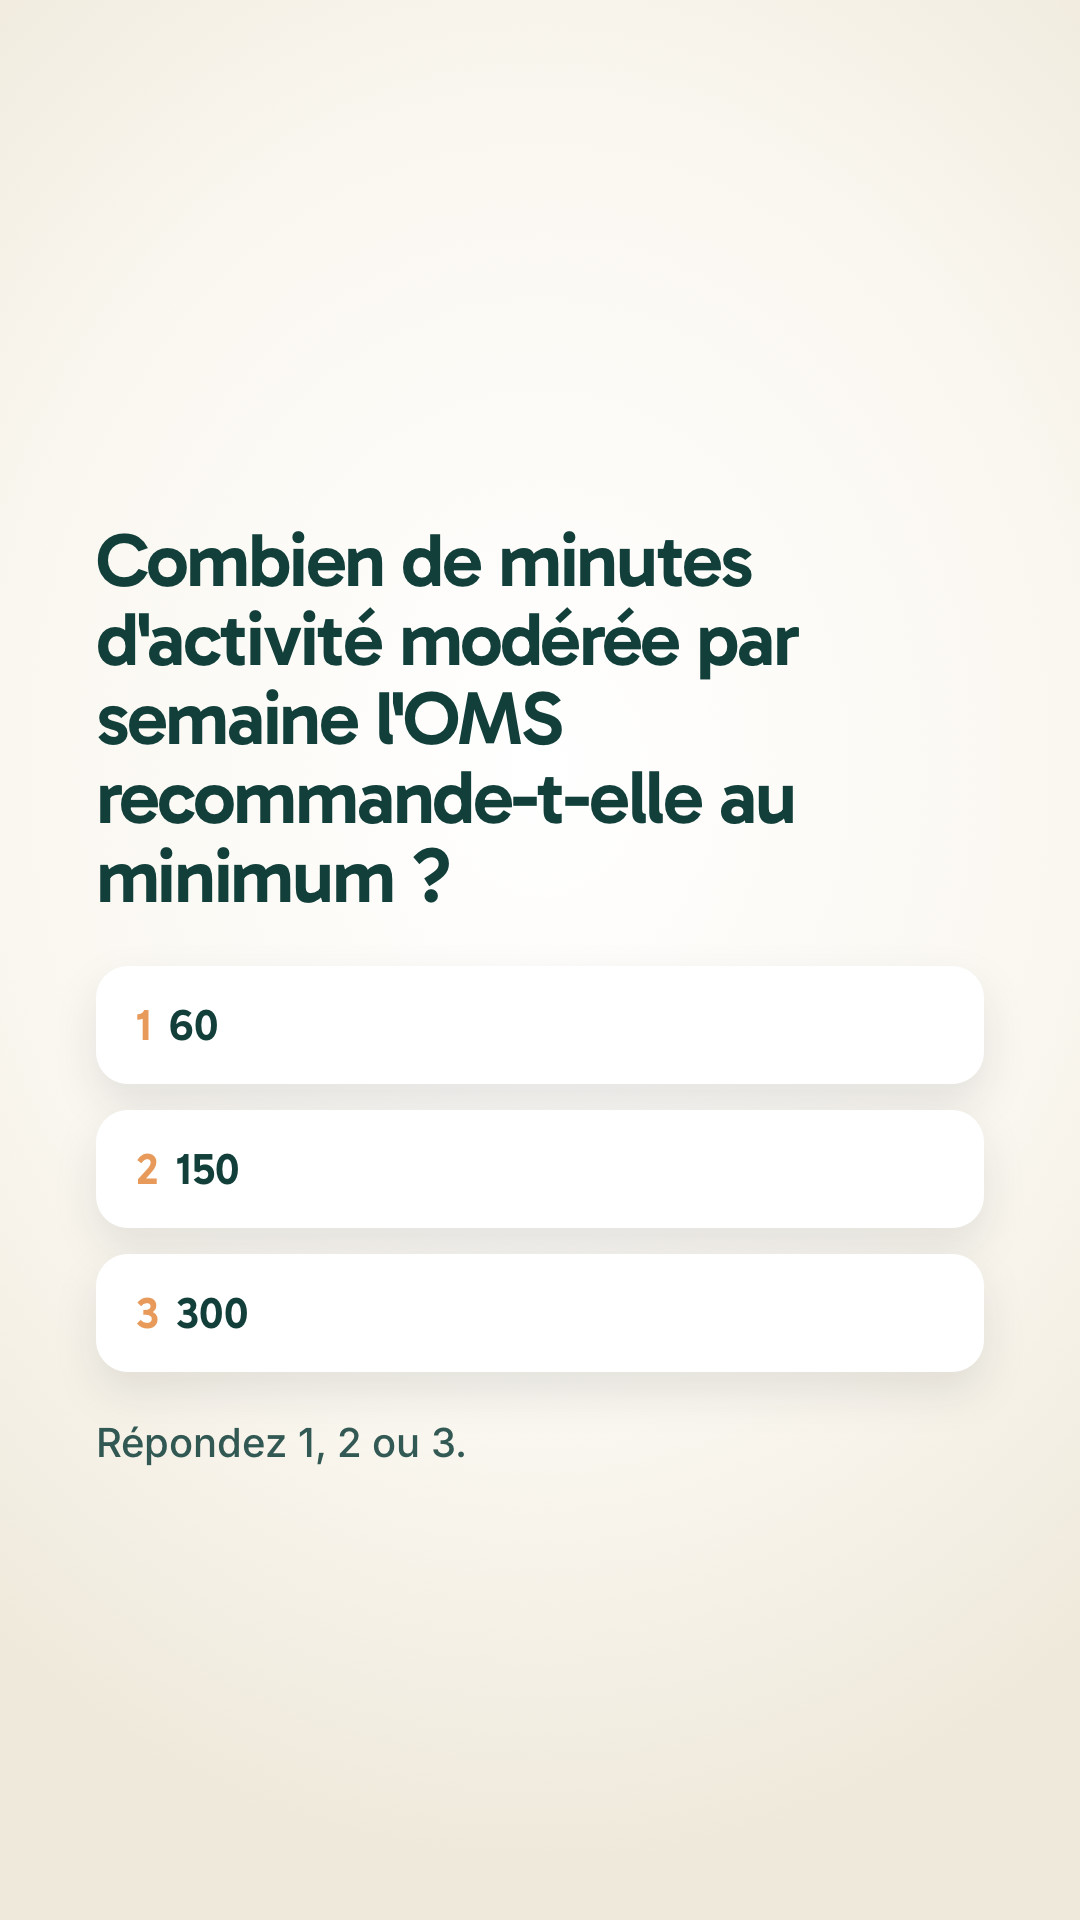 Combien de minutes
d'activité modérée par
semaine l'OMS
recommande-t-elle au
minimum ?
1 60
2 150
3 300
Répondez 1, 2 ou 3.